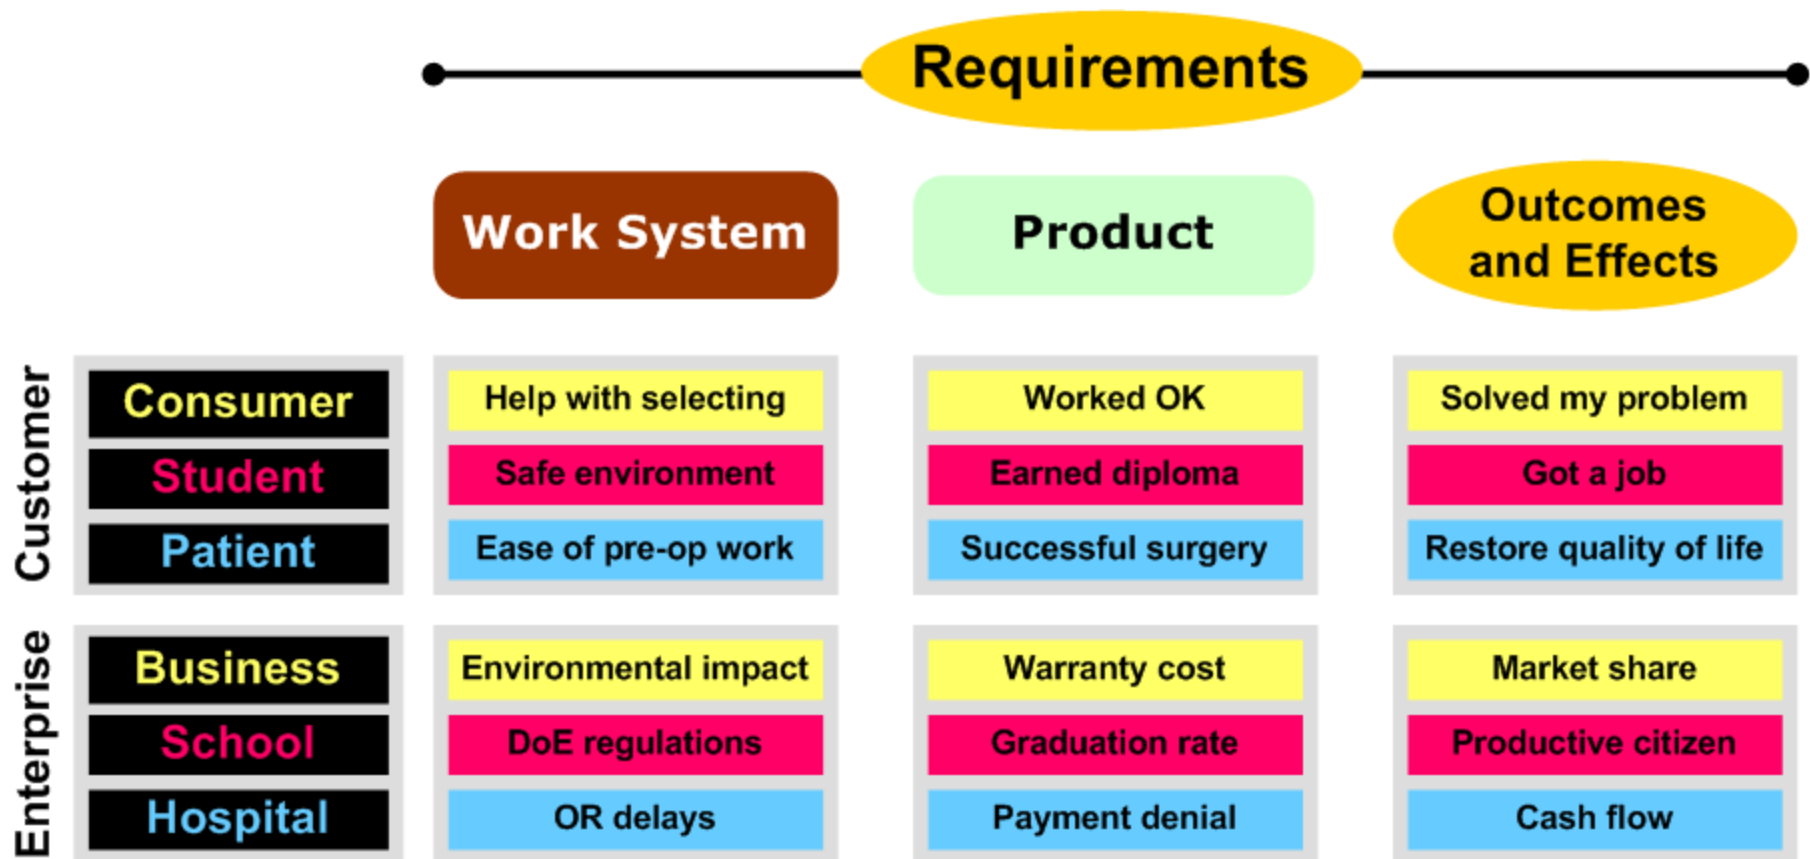 Requirements
Work System
Product
Outcomes
and Effects
Customer
Consumer
Help with selecting
Worked OK
Solved my problem
Student
Safe environment
Earned diploma
Got a job
Patient
Ease of pre-op work
Successful surgery
Restore quality of life
Enterprise
Business
Environmental impact
Warranty cost
Market share
School
DoE regulations
Graduation rate
Productive citizen
Hospital
OR delays
Payment denial
Cash flow